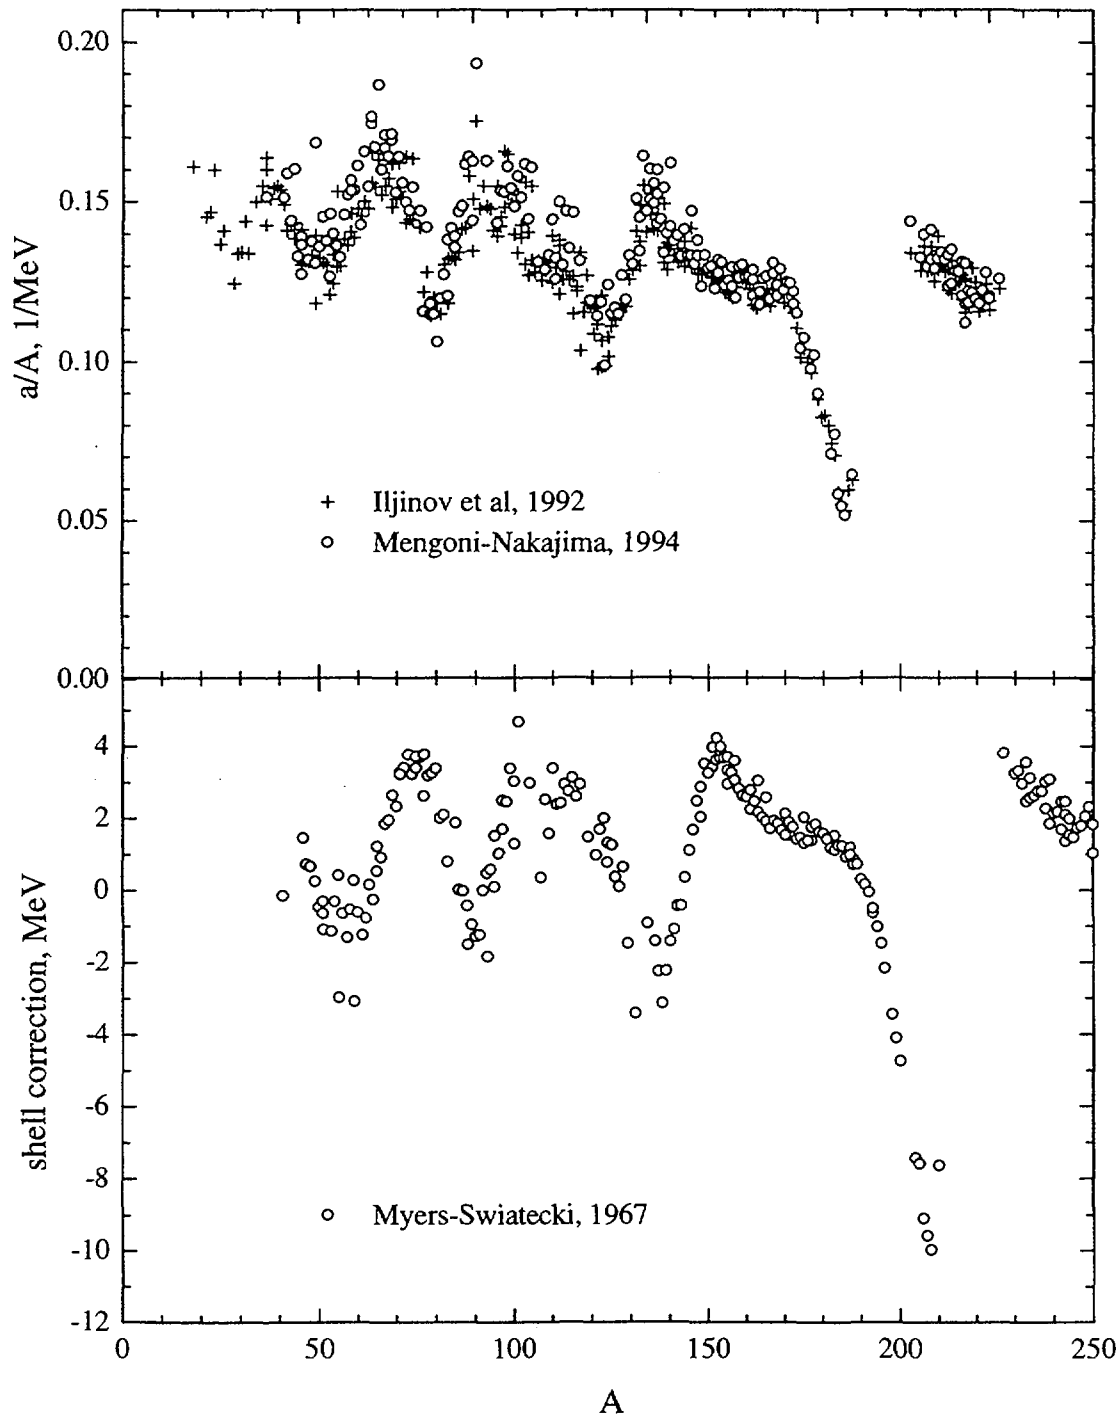 0.20
0.15
0.10
0.05
0.00
a/A, 1/MeV
+ Iljinov et al, 1992
o Mengoni-Nakajima, 1994
4
2
0
-2
-4
-6
-8
-10
-12
shell correction, MeV
o Myers-Swiatecki, 1967
0 50 100 150 200 250
A